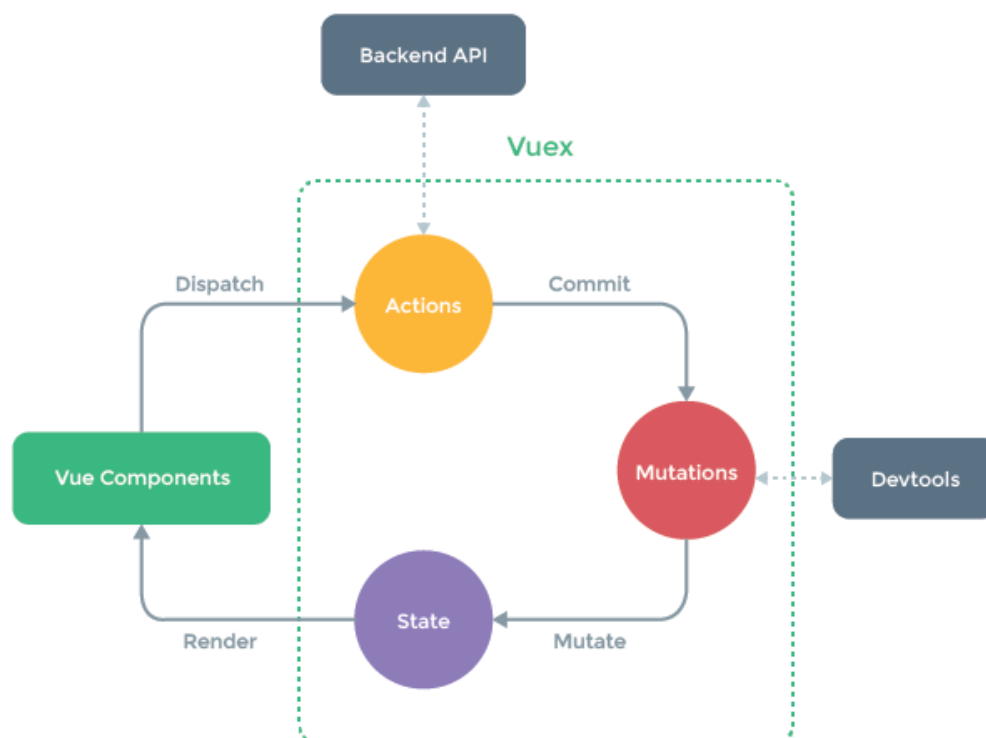 Backend API
Vuex
Dispatch
Commit
Actions
Vue Components
Mutations
Devtools
State
Render
Mutate